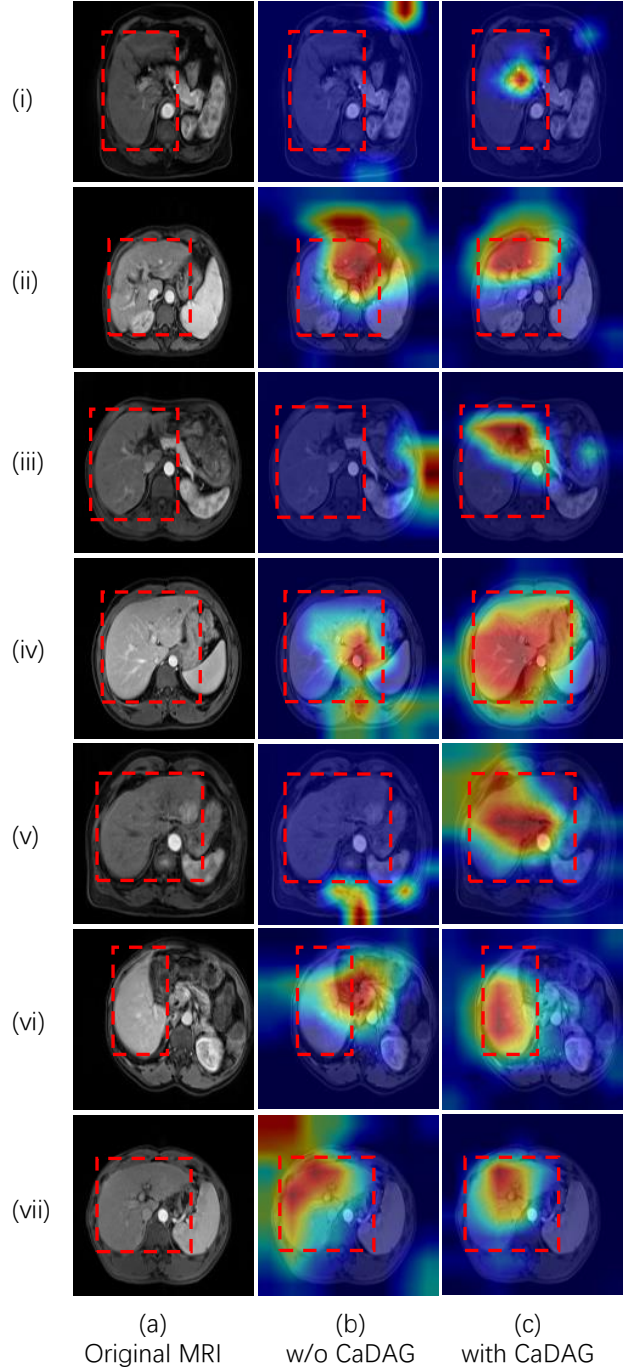 (i)
(ii)
(iii)
(iv)
(v)
(vi)
(vii)
(a) (b) (c)
Original MRI w/o CaDAG with CaDAG